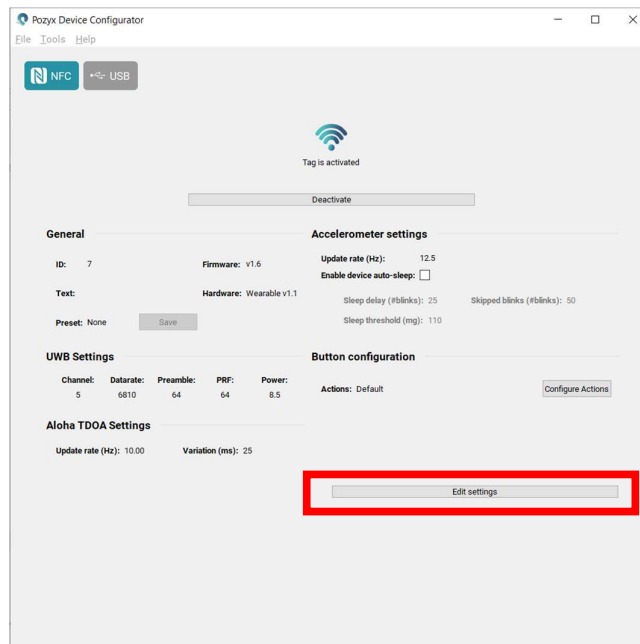 Pozyx Device Configurator
File Tools Help
NFC USB
Tag is activated
Deactivate
General
ID: 7 Firmware: v1.6
Text: Hardware: Wearable v1.1
Preset: None Save
Accelerometer settings
Update rate (Hz): 12.5
Enable device auto-sleep:
Sleep delay (#blinks): 25 Skipped blinks (#blinks): 50
Sleep threshold (mg): 110
UWB Settings
Channel: Datarate: Preamble: PRF: Power:
5 6810 64 64 8.5
Button configuration
Actions: Default Configure Actions
Aloha TDOA Settings
Update rate (Hz): 10.00 Variation (ms): 25
Edit settings